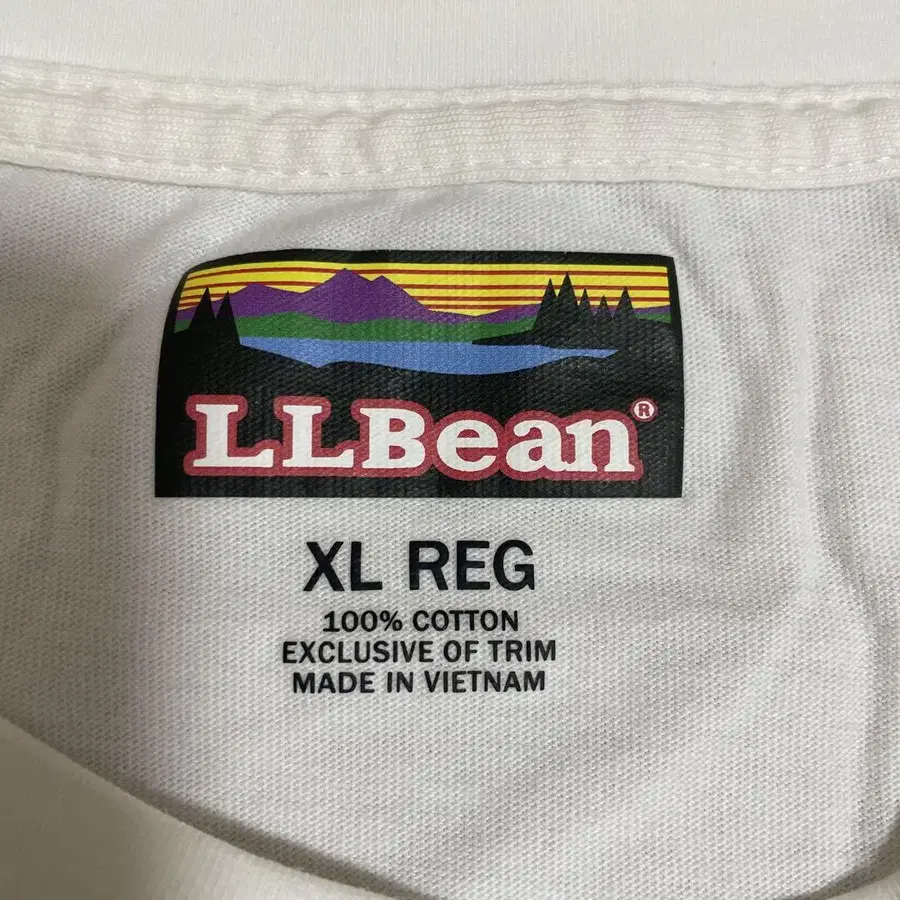 LLBean®
XL REG
100% COTTON
EXCLUSIVE OF TRIM
MADE IN VIETNAM